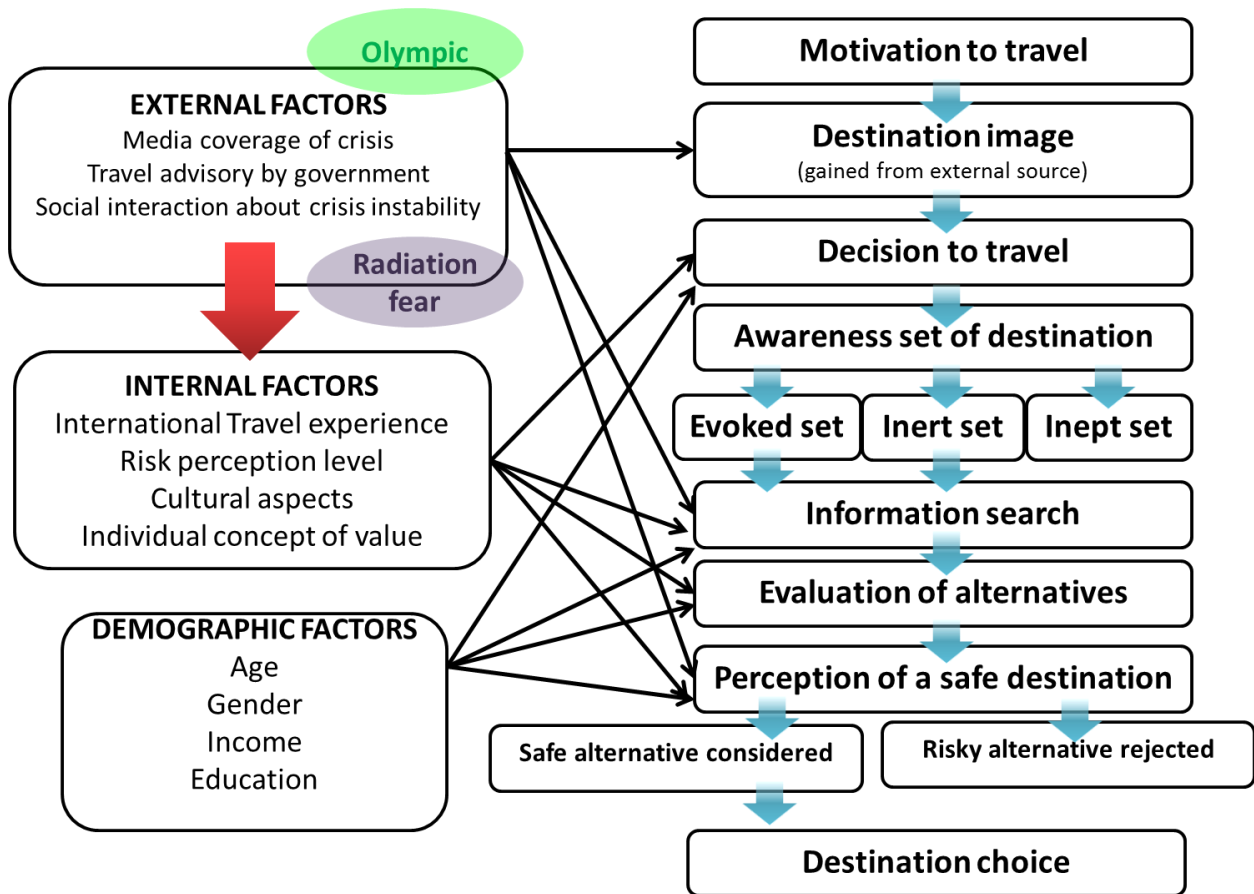 Olympic
EXTERNAL FACTORS
Media coverage of crisis
Travel advisory by government
Social interaction about crisis instability
Radiation
fear
INTERNAL FACTORS
International Travel experience
Risk perception level
Cultural aspects
Individual concept of value
DEMOGRAPHIC FACTORS
Age
Gender
Income
Education
Motivation to travel
Destination image
(gained from external source)
Decision to travel
Awareness set of destination
Evoked set
Inert set
Inept set
Information search
Evaluation of alternatives
Perception of a safe destination
Safe alternative considered
Risky alternative rejected
Destination choice